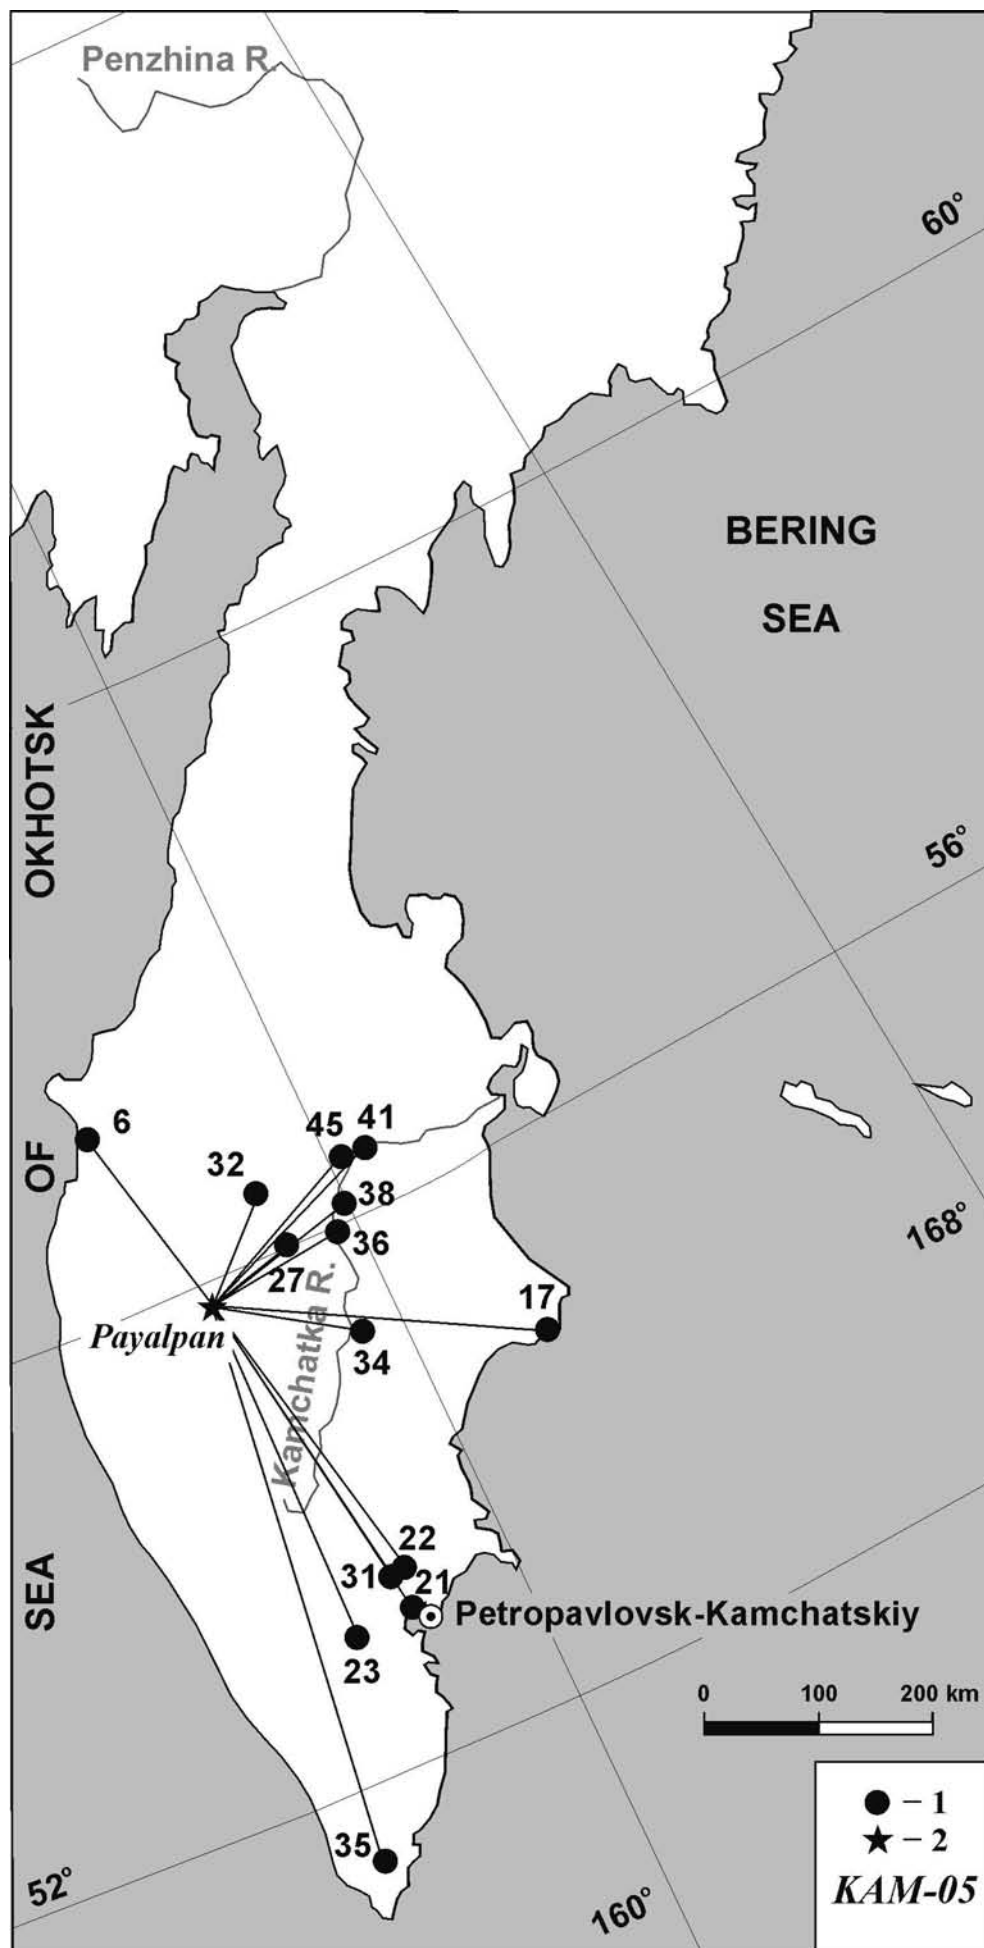 Penzhina R.
60°
BERING
SEA
OKHOTSK
56°
6
45
41
OF
32
38
168°
36
27
17
Kamchatka R.
Payalpan
34
22
SEA
31
21
Petropavlovsk-Kamchatskiy
23
0 100 200 km
35
1
2
52°
160°
KAM-05